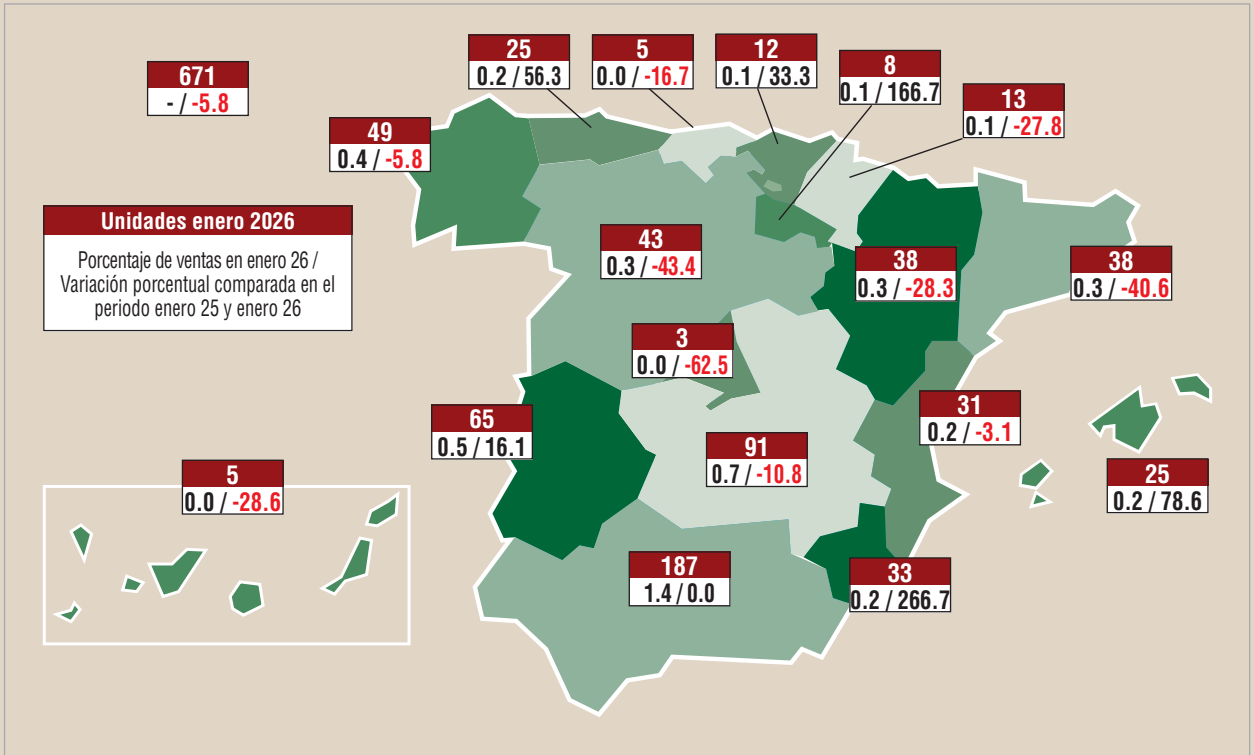 25
0.2 / 56.3
5
0.0 / -16.7
12
0.1 / 33.3
8
0.1 / 166.7
671
- / -5.8
13
0.1 / -27.8
49
0.4 / -5.8
Unidades enero 2026
Porcentaje de ventas en enero 26 /
Variación porcentual comparada en el
periodo enero 25 y enero 26
43
0.3 / -43.4
38
0.3 / -28.3
38
0.3 / -40.6
3
0.0 / -62.5
31
0.2 / -3.1
65
0.5 / 16.1
91
0.7 / -10.8
25
0.2 / 78.6
5
0.0 / -28.6
187
1.4 / 0.0
33
0.2 / 266.7